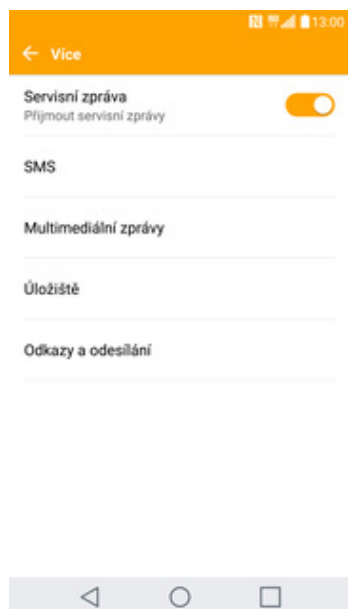 13:00
Více
Servisní zpráva
Přijmout servisní zprávy
SMS
Multimediální zprávy
Úložiště
Odkazy a odesílání